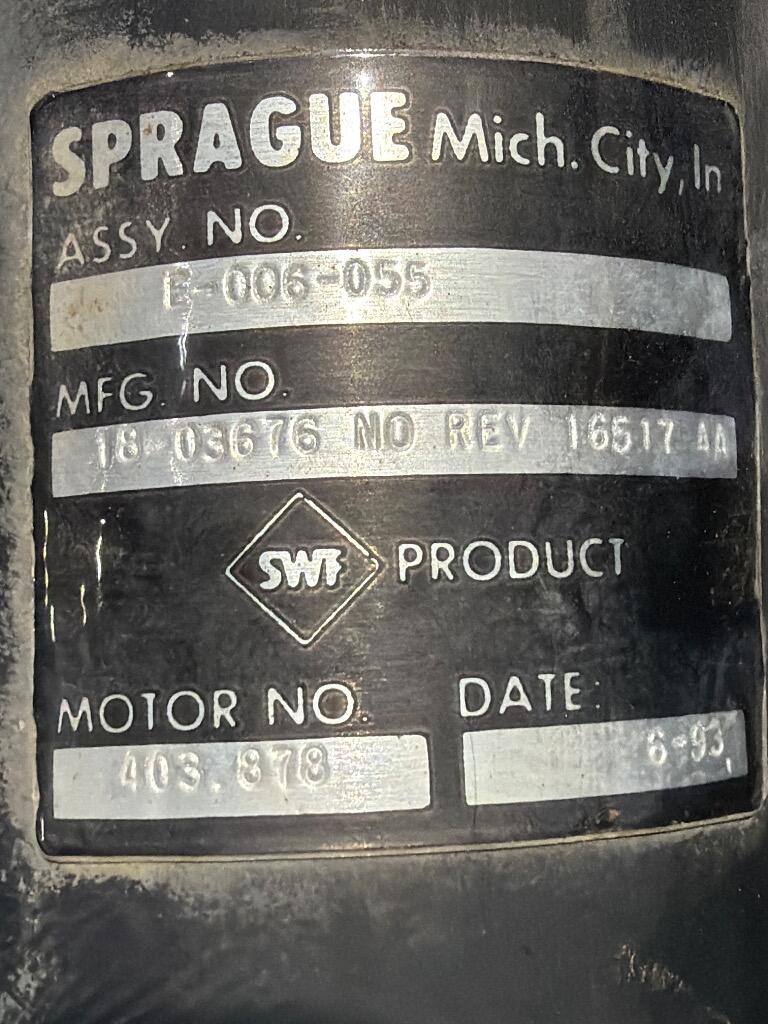 SPRAGUE Mich. City, In
ASSY. NO.
E-006-055
MFG. NO.
18-03676 NO REV 16517 AA
SWF PRODUCT
MOTOR NO. DATE:
403.878 6-93